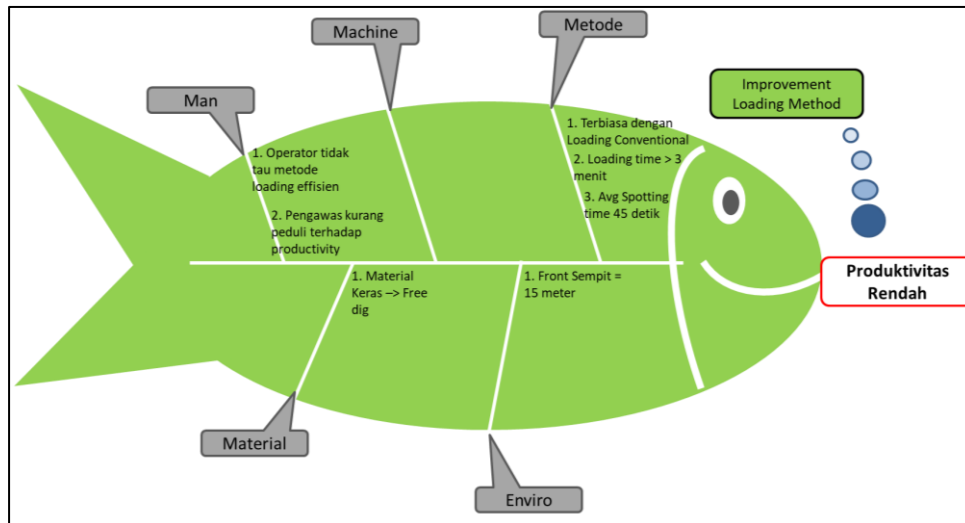 Machine
Metode
Man
Improvement
Loading Method
1. Operator tidak
tau metode
loading effisien
2. Pengawas kurang
peduli terhadap
productivity
1. Terbiasa dengan
Loading Conventional
2. Loading time > 3
menit
3. Avg Spotting
time 45 detik
1. Material
Keras –> Free
dig
1. Front Sempit =
15 meter
Produktivitas
Rendah
Material
Enviro